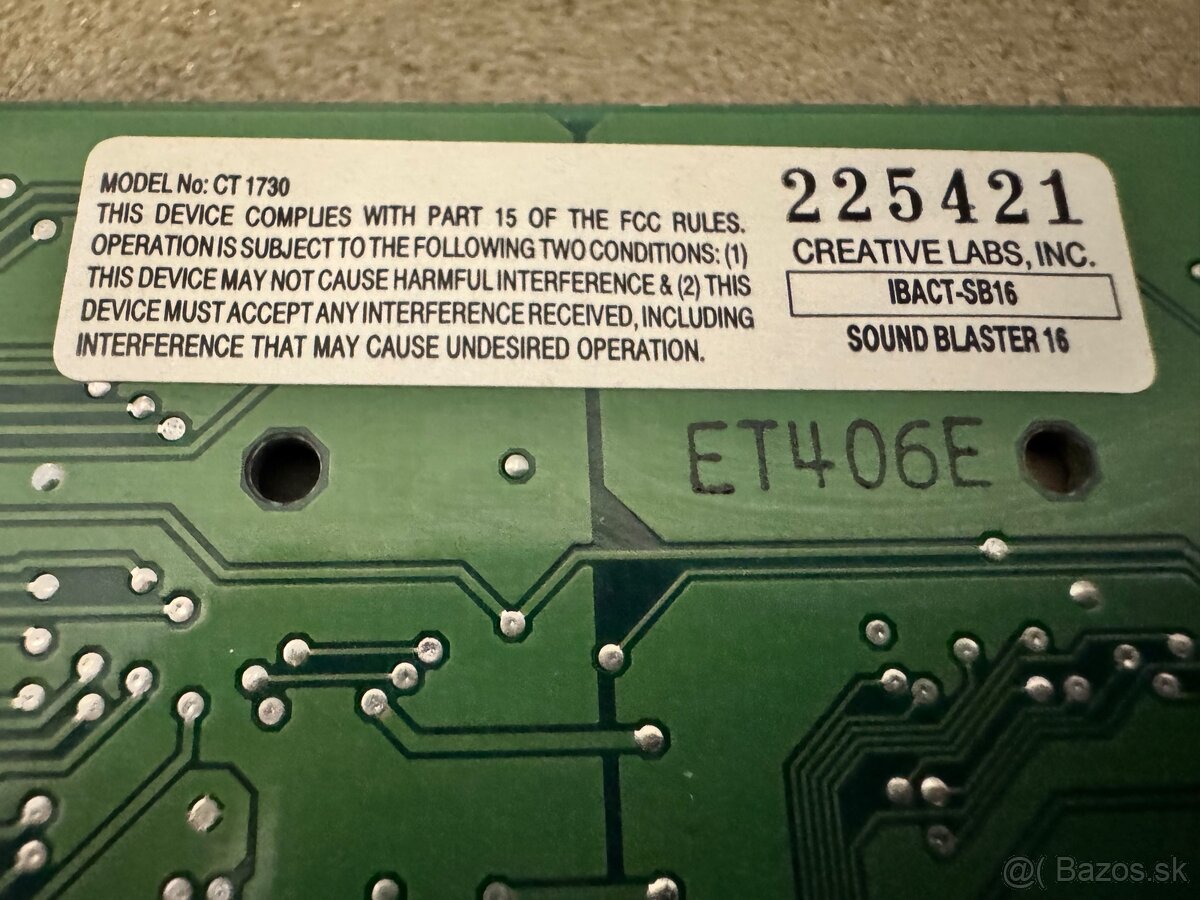 MODEL No: CT 1730
THIS DEVICE COMPLIES WITH PART 15 OF THE FCC RULES.
OPERATION IS SUBJECT TO THE FOLLOWING TWO CONDITIONS: (1)
THIS DEVICE MAY NOT CAUSE HARMFUL INTERFERENCE & (2) THIS
DEVICE MUST ACCEPT ANY INTERFERENCE RECEIVED, INCLUDING
INTERFERENCE THAT MAY CAUSE UNDESIRED OPERATION.
225421
CREATIVE LABS, INC.
IBACT-SB16
SOUND BLASTER 16
ET406E
@( Bazos.sk